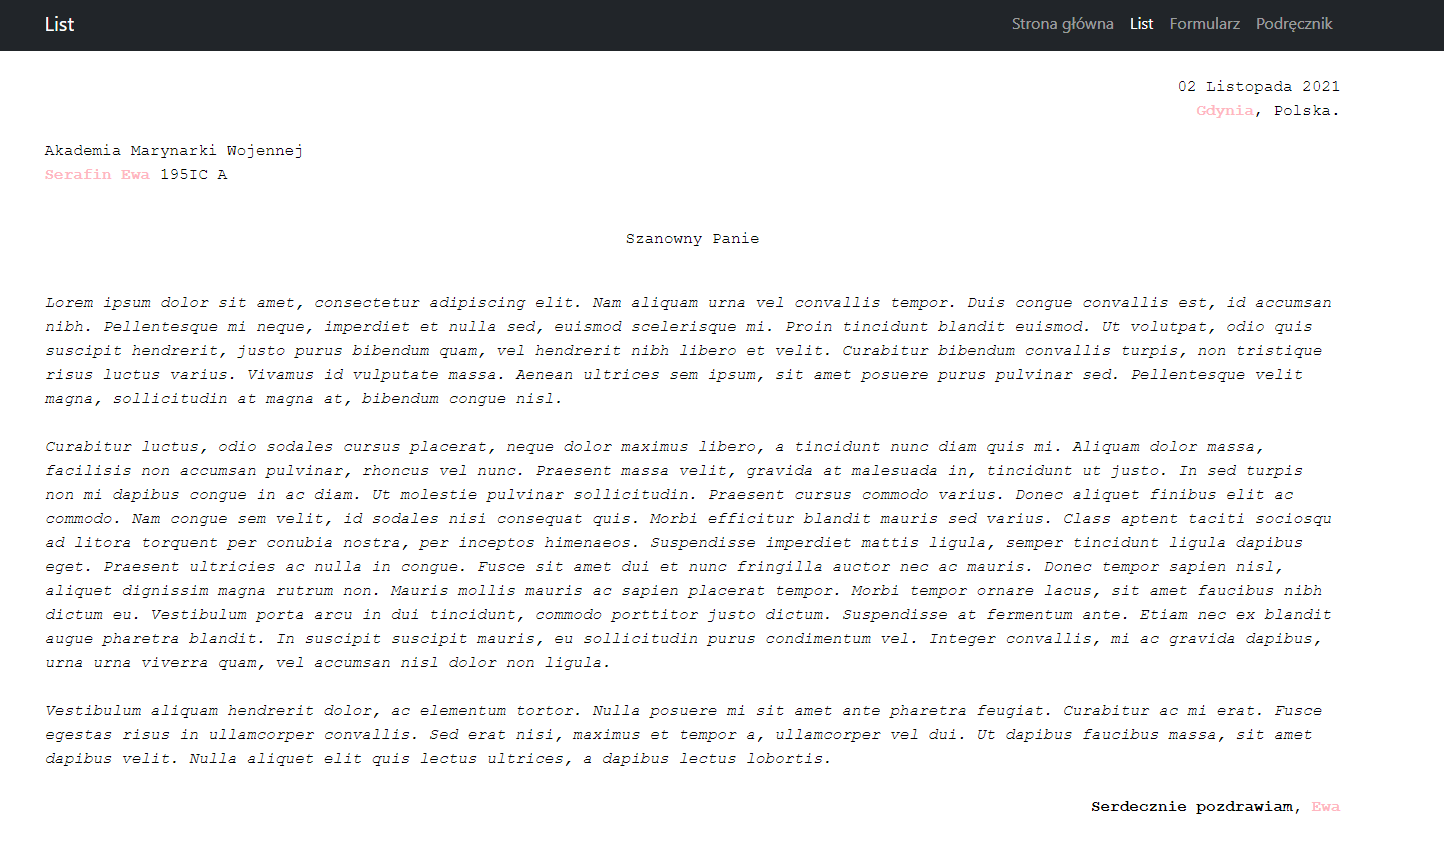 List
Strona główna List Formularz Podręcznik
02 Listopada 2021
Gdynia, Polska.
Akademia Marynarki Wojennej
Serafin Ewa 195IC A
Szanowny Panie
Lorem ipsum dolor sit amet, consectetur adipiscing elit. Nam aliquam urna vel convallis tempor. Duis congue convallis est, id accumsan
nibh. Pellentesque mi neque, imperdiet et nulla sed, euismod scelerisque mi. Proin tincidunt blandit euismod. Ut volutpat, odio quis
suscipit hendrerit, justo purus bibendum quam, vel hendrerit nibh libero et velit. Curabitur bibendum convallis turpis, non tristique
risus luctus varius. Vivamus id vulputate massa. Aenean ultrices sem ipsum, sit amet posuere purus pulvinar sed. Pellentesque velit
magna, sollicitudin at magna at, bibendum congue nisl.
Curabitur luctus, odio sodales cursus placerat, neque dolor maximus libero, a tincidunt nunc diam quis mi. Aliquam dolor massa,
facilisis non accumsan pulvinar, rhoncus vel nunc. Praesent massa velit, gravida at malesuada in, tincidunt ut justo. In sed turpis
non mi dapibus congue in ac diam. Ut molestie pulvinar sollicitudin. Praesent cursus commodo varius. Donec aliquet finibus elit ac
commodo. Nam congue sem velit, id sodales nisi consequat quis. Morbi efficitur blandit mauris sed varius. Class aptent taciti sociosqu
ad litora torquent per conubia nostra, per inceptos himenaeos. Suspendisse imperdiet mattis ligula, semper tincidunt ligula dapibus
eget. Praesent ultricies ac nulla in congue. Fusce sit amet dui et nunc fringilla auctor nec ac mauris. Donec tempor sapien nisl,
aliquet dignissim magna rutrum non. Mauris mollis mauris ac sapien placerat tempor. Morbi tempor ornare lacus, sit amet faucibus nibh
dictum eu. Vestibulum porta arcu in dui tincidunt, commodo porttitor justo dictum. Suspendisse at fermentum ante. Etiam nec ex blandit
augue pharetra blandit. In suscipit suscipit mauris, eu sollicitudin purus condimentum vel. Integer convallis, mi ac gravida dapibus,
urna urna viverra quam, vel accumsan nisl dolor non ligula.
Vestibulum aliquam hendrerit dolor, ac elementum tortor. Nulla posuere mi sit amet ante pharetra feugiat. Curabitur ac mi erat. Fusce
egestas risus in ullamcorper convallis. Sed erat nisi, maximus et tempor a, ullamcorper vel dui. Ut dapibus faucibus massa, sit amet
dapibus velit. Nulla aliquet elit quis lectus ultrices, a dapibus lectus lobortis.
Serdecznie pozdrawiam, Ewa